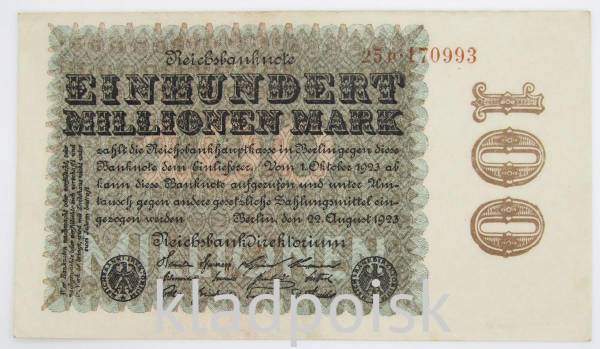 Reichsbanknote
25D·170993
EINHUNDERT
MILLIONEN MARK
zahlt die Reichsbankhauptkasse in Berlin gegen diese
Banknote dem Einlieferer. Vom 1. Oktober 1923 ab
kann diese Banknote aufgerufen und unter Um-
tausch gegen andere gesetzliche Zahlungsmittel ein-
gezogen werden
Berlin, den 22. August 1923
Reichsbankdirektorium
MILLIONEN
100
kladpoisk